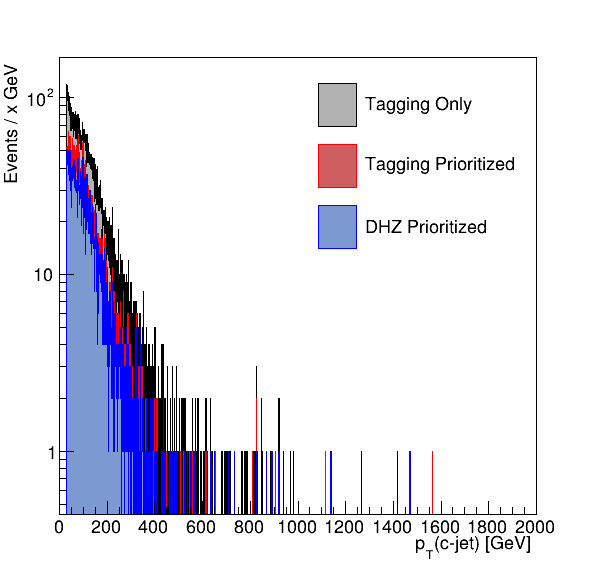 Events / x GeV
10²
10
1
Tagging Only
Tagging Prioritized
DHZ Prioritized
0 200 400 600 800 1000 1200 1400 1600 1800 2000
p_T(c-jet) [GeV]